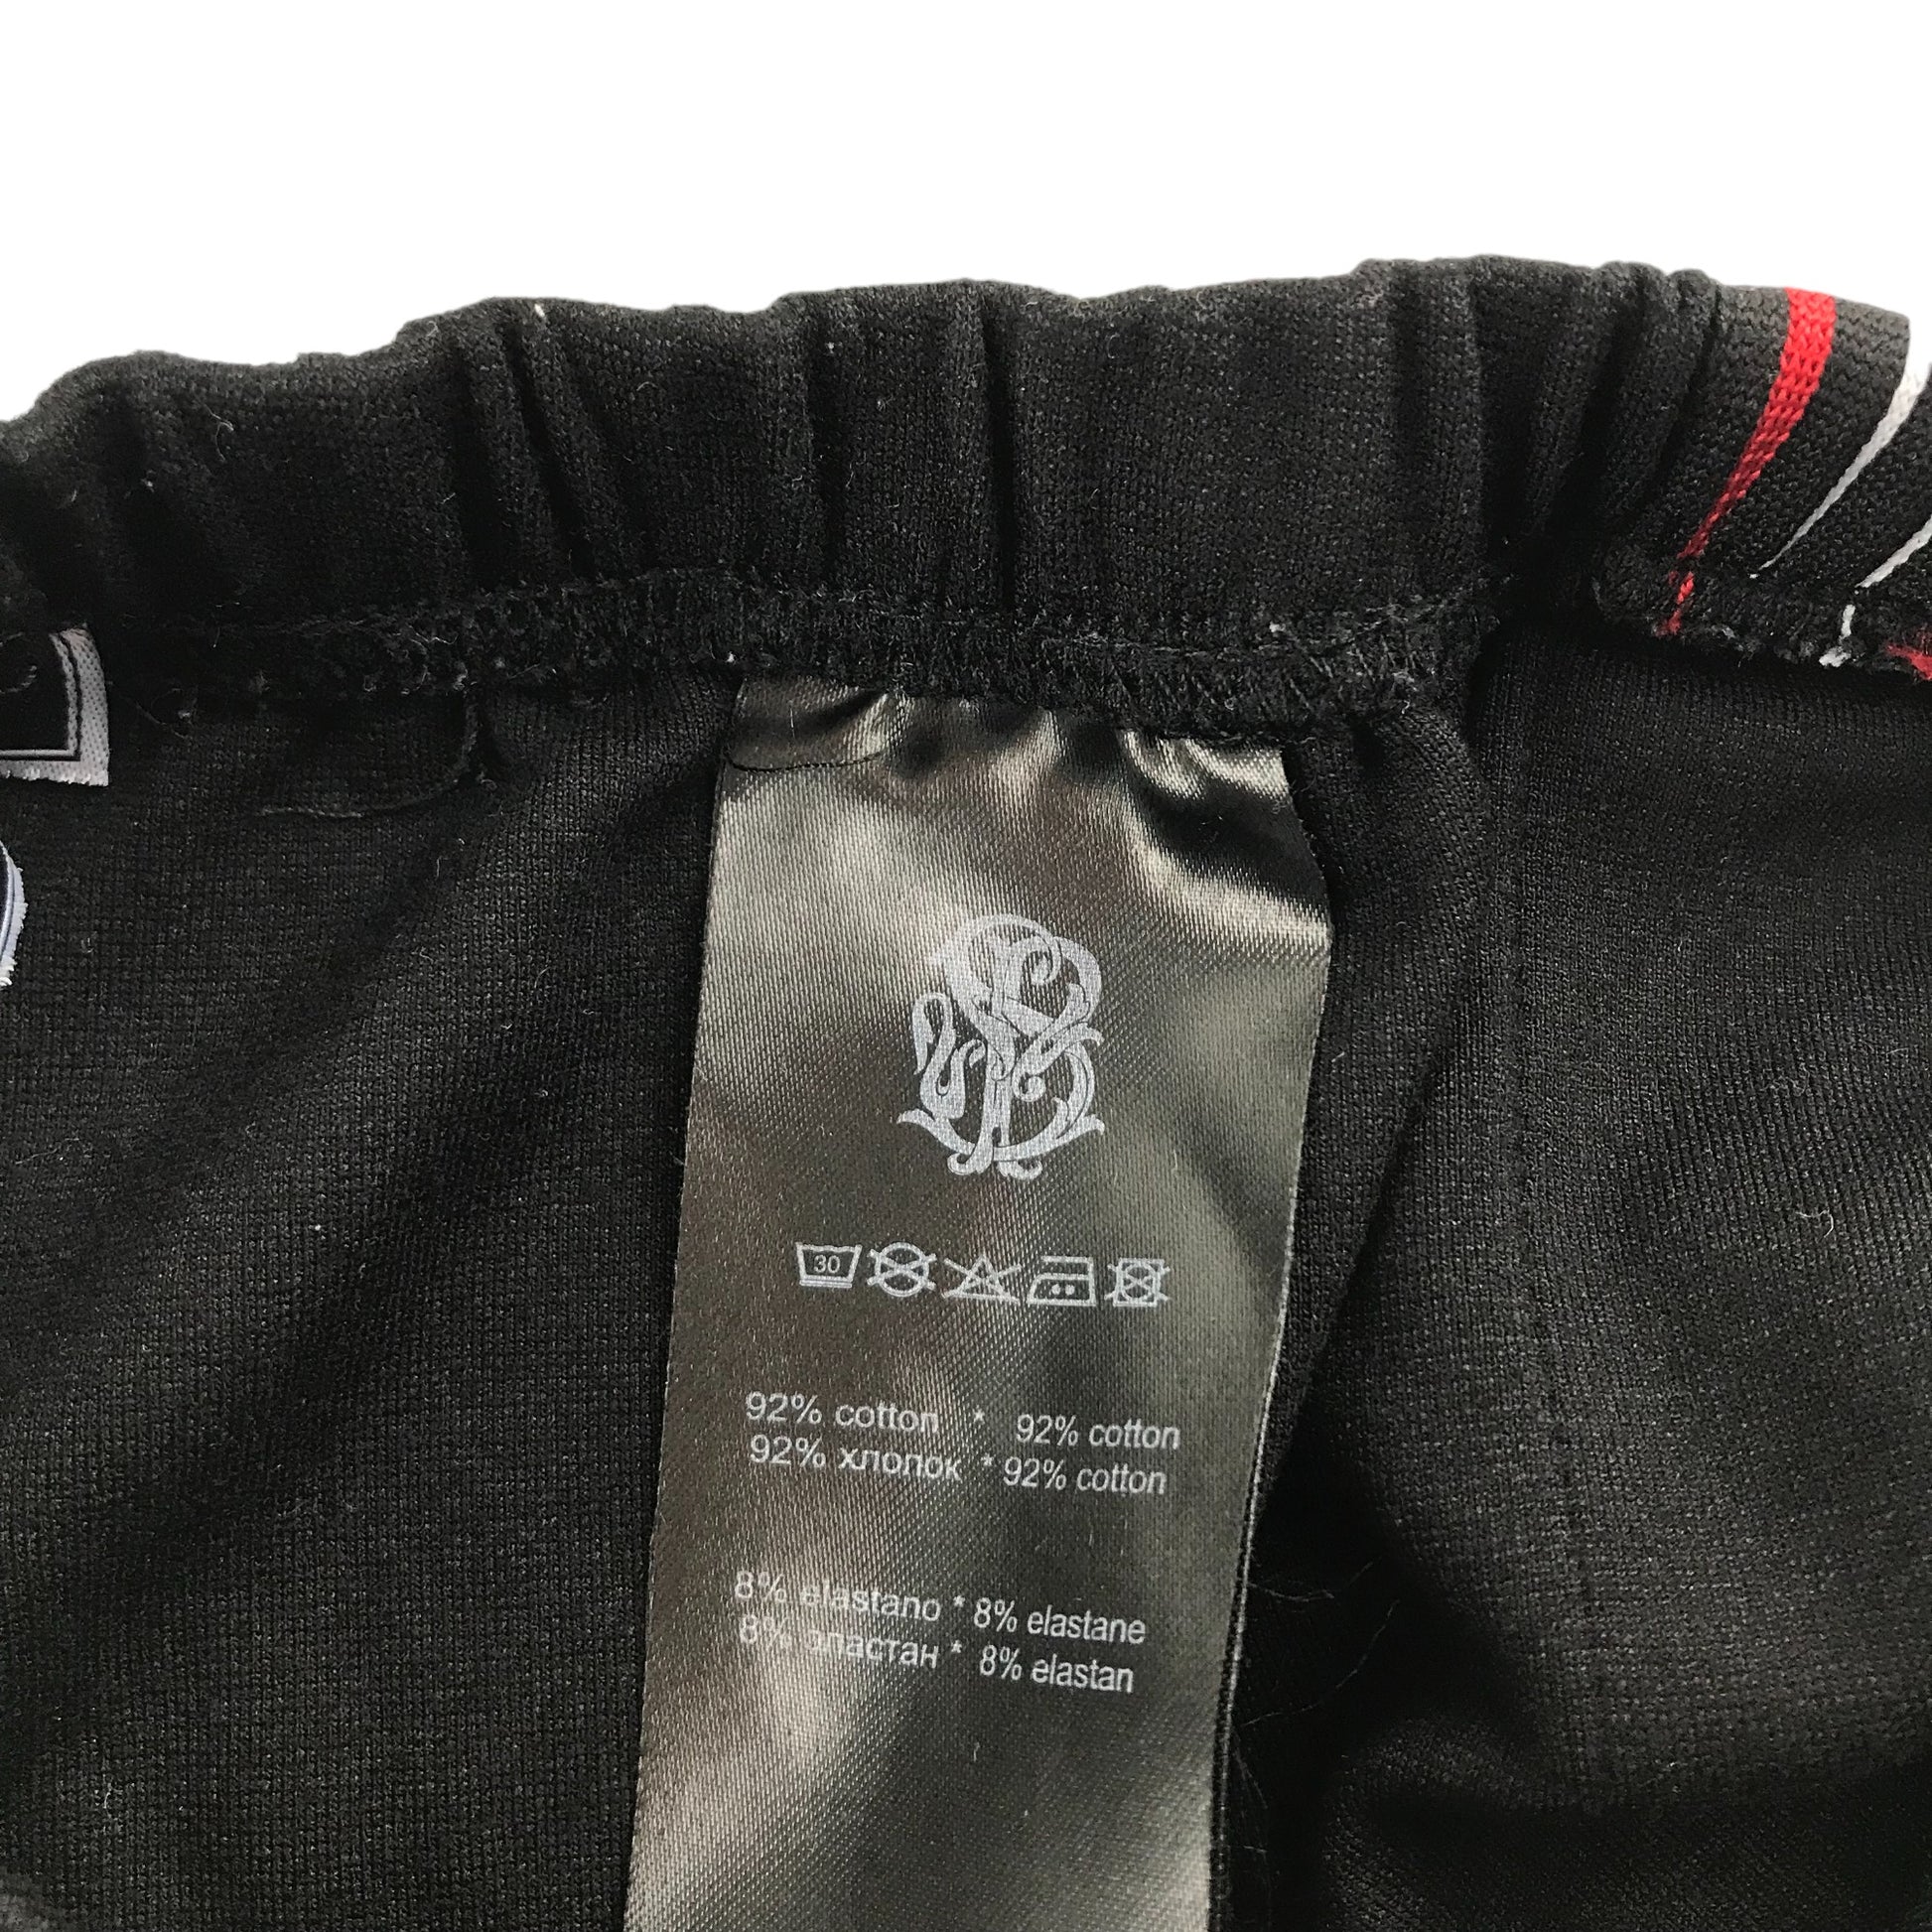 30
92% cotton * 92% cotton
92% хлопок * 92% cotton
8% elastano * 8% elastane
8% эластан * 8% elastan